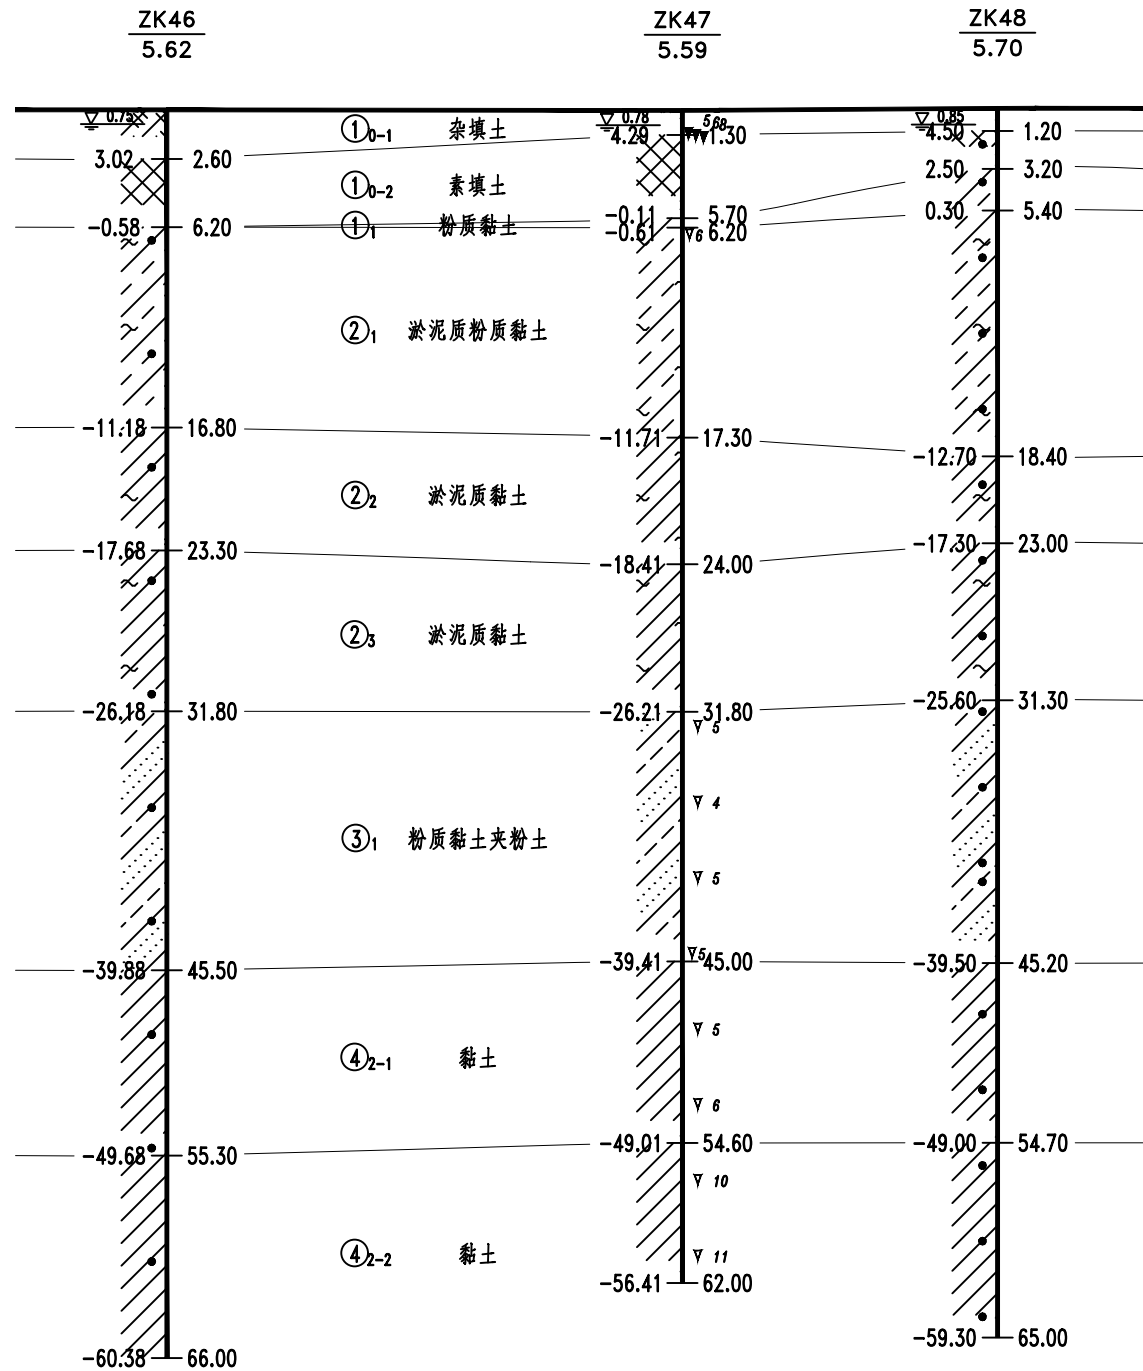 ZK46 ZK47 ZK48
5.62 5.59 5.70
0.75 0.78 0.85
①0-1 杂填土
4.29 1.30 4.50 1.20
3.02 2.60 2.50 3.20
①0-2 素填土
-0.11 5.70 0.30 5.40
-0.58 6.20 ①1 粉质黏土 -0.61 6 6.20
②1 淤泥质粉质黏土
-11.18 16.80 -11.71 17.30 -12.70 18.40
②2 淤泥质黏土
-17.68 23.30 -18.41 24.00 -17.30 23.00
②3 淤泥质黏土
-26.18 31.80 -26.21 31.80 -25.60 31.30
5
4
③1 粉质黏土夹粉土
5
5
-39.88 45.50 -39.41 45.00 -39.50 45.20
5
④2-1 黏土
6
-49.68 55.30 -49.01 54.60 -49.00 54.70
10
④2-2 黏土
11
-56.41 62.00
-59.30 65.00
-60.38 66.00